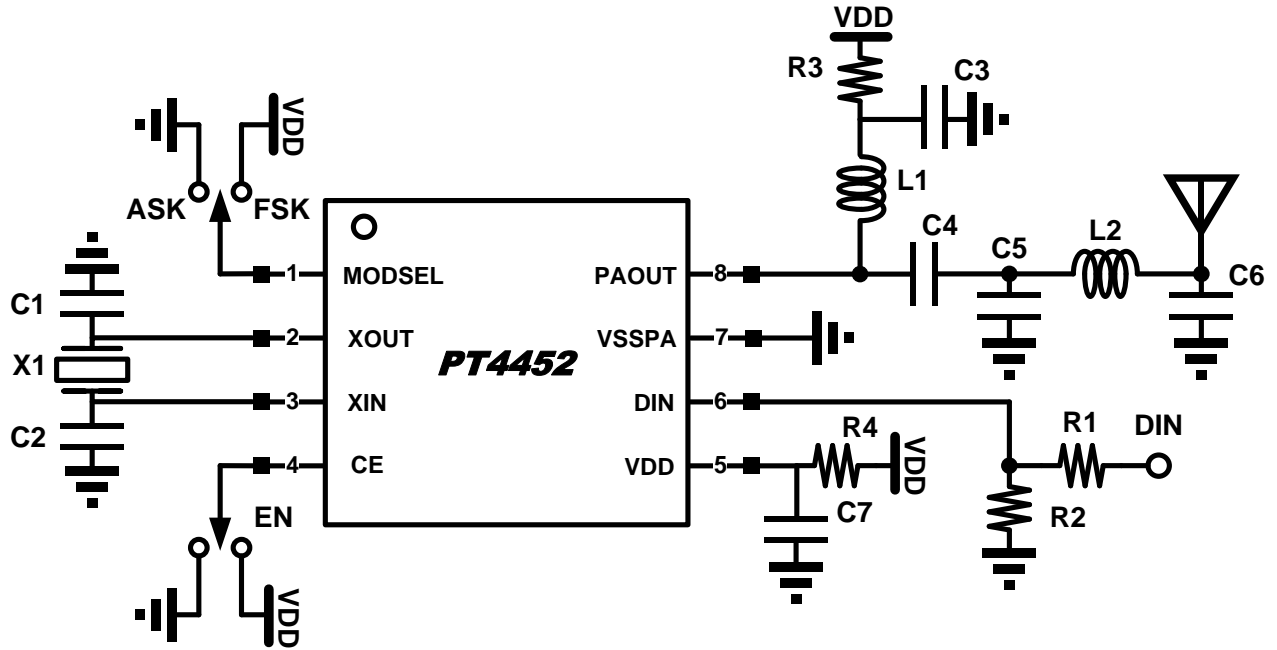 VDD
R3
C3
VDD
L1
ASK
FSK
C4
C5
L2
C6
1
MODSEL
PAOUT
8
C1
2
XOUT
VSSPA
7
X1
PT4452
3
XIN
DIN
6
C2
R4
R1
DIN
4
CE
VDD
5
VDD
EN
C7
R2
VDD